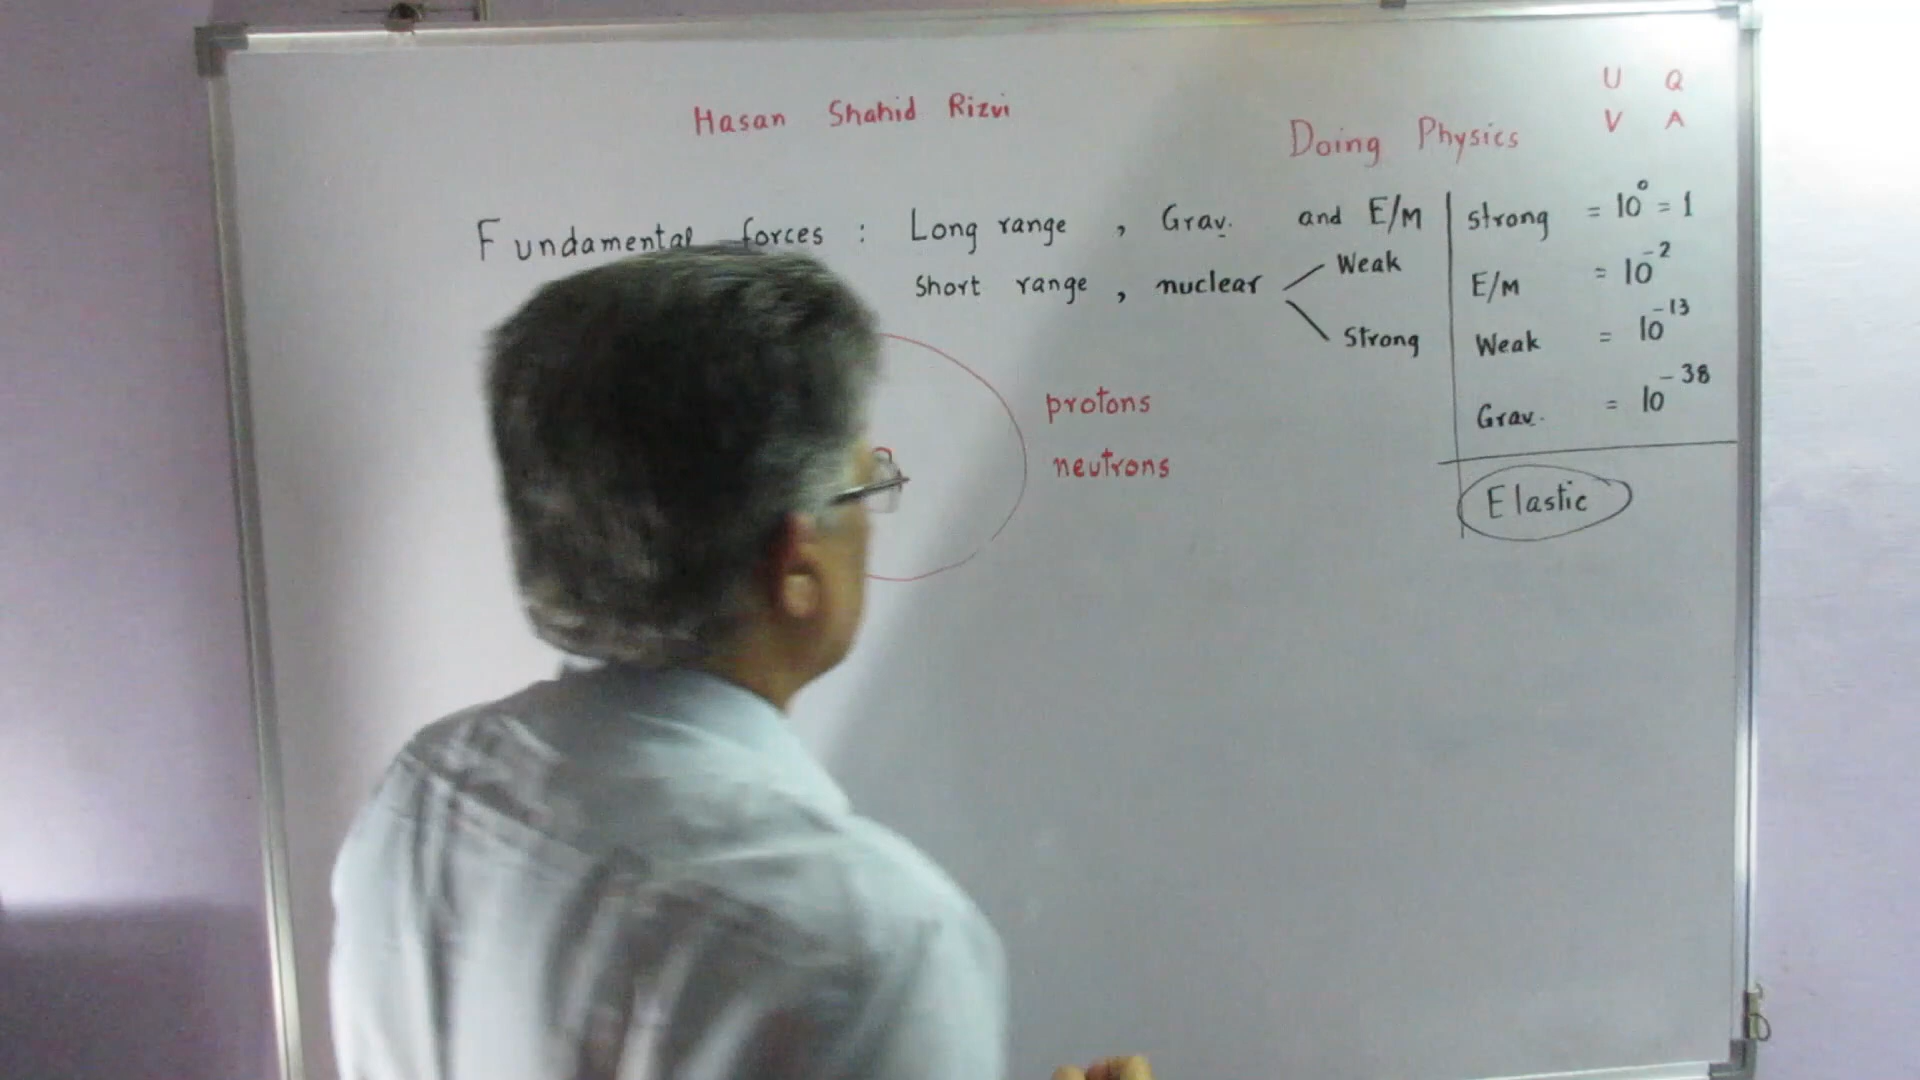 Hasan Shahid Rizvi
Doing Physics
U Q
V A
Fundamental forces : Long range , Grav. and E/M
Short range , nuclear
Weak
Strong
strong = 10⁰ = 1
E/M = 10⁻²
Weak = 10⁻¹³
Grav. = 10⁻³⁸
Elastic
protons
neutrons